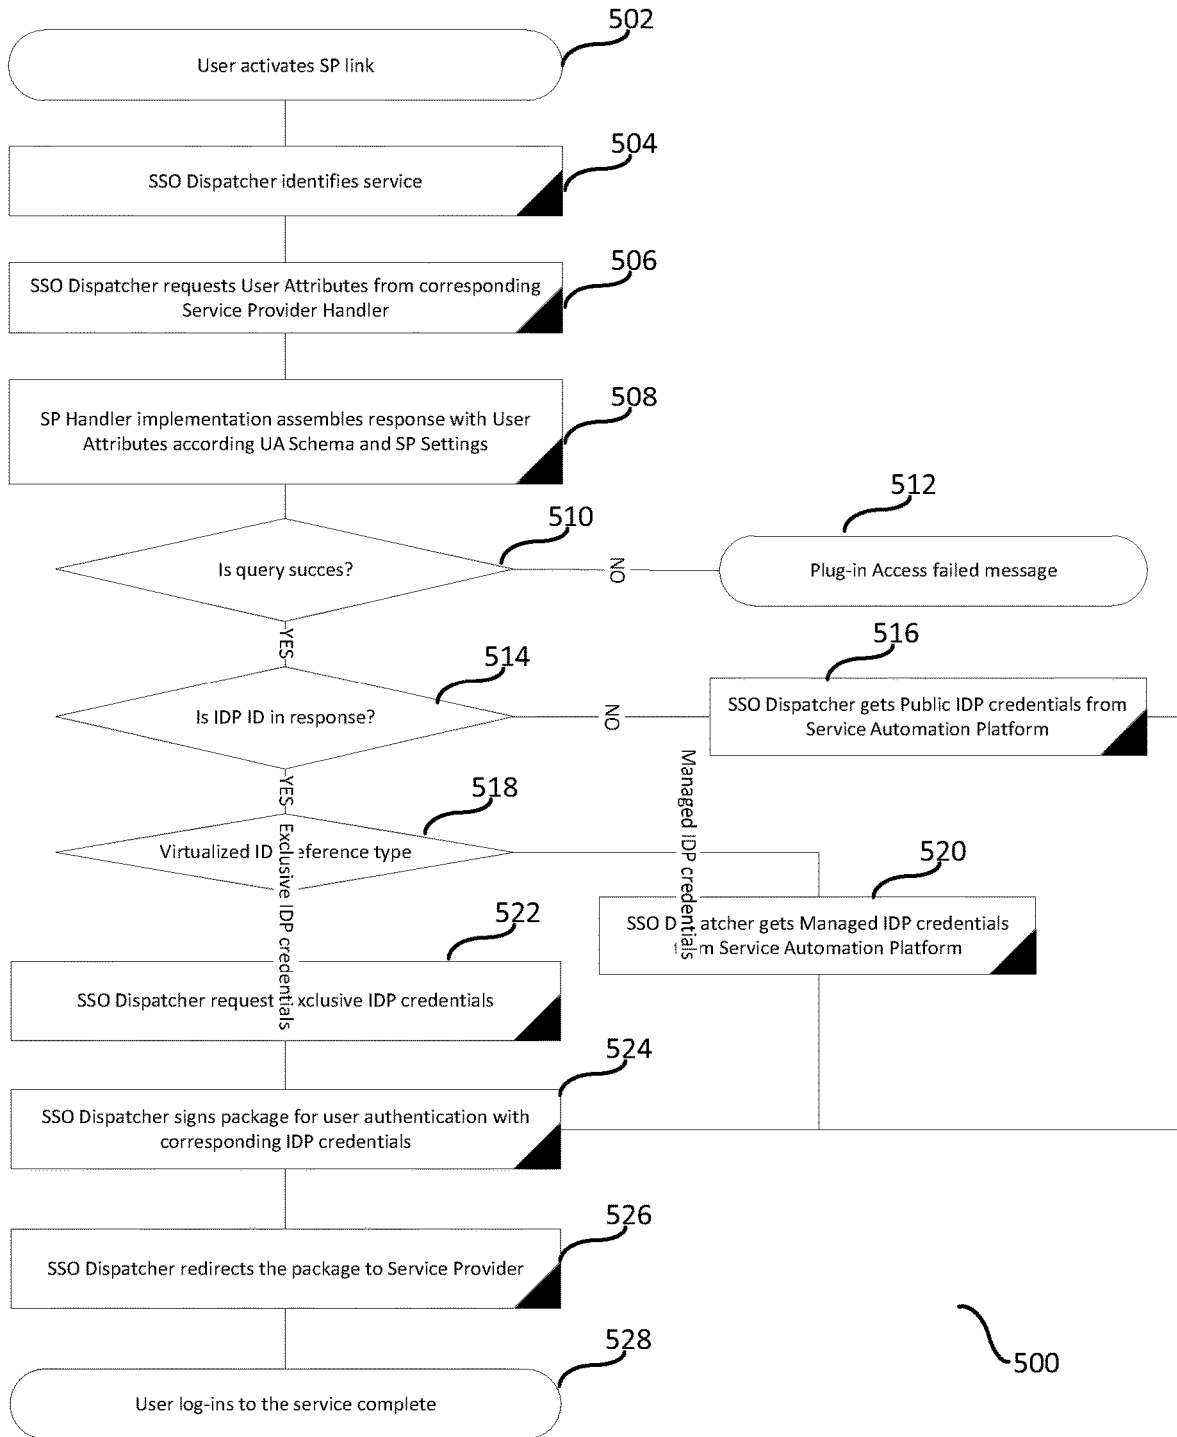 502
User activates SP link
504
SSO Dispatcher identifies service
506
SSO Dispatcher requests User Attributes from corresponding
Service Provider Handler
508
SP Handler implementation assembles response with User
Attributes according UA Schema and SP Settings
510
Is query succes?
NO
512
Plug-in Access failed message
YES
514
Is IDP ID in response?
NO
516
SSO Dispatcher gets Public IDP credentials from
Service Automation Platform
YES
518
Virtualized ID eference type
Exclusive IDP credentials
Managed IDP credentials
520
SSO D atcher gets Managed IDP credentials
m Service Automation Platform
522
SSO Dispatcher request xclusive IDP credentials
524
SSO Dispatcher signs package for user authentication with
corresponding IDP credentials
526
SSO Dispatcher redirects the package to Service Provider
528
User log-ins to the service complete
500